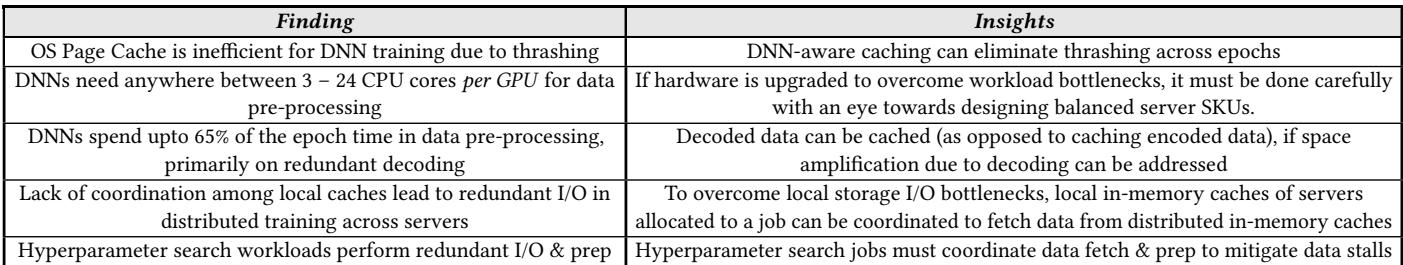 Finding
Insights
OS Page Cache is inefficient for DNN training due to thrashing
DNN-aware caching can eliminate thrashing across epochs
DNNs need anywhere between 3 – 24 CPU cores per GPU for data
pre-processing
If hardware is upgraded to overcome workload bottlenecks, it must be done carefully
with an eye towards designing balanced server SKUs.
DNNs spend upto 65% of the epoch time in data pre-processing,
primarily on redundant decoding
Decoded data can be cached (as opposed to caching encoded data), if space
amplification due to decoding can be addressed
Lack of coordination among local caches lead to redundant I/O in
distributed training across servers
To overcome local storage I/O bottlenecks, local in-memory caches of servers
allocated to a job can be coordinated to fetch data from distributed in-memory caches
Hyperparameter search workloads perform redundant I/O & prep
Hyperparameter search jobs must coordinate data fetch & prep to mitigate data stalls